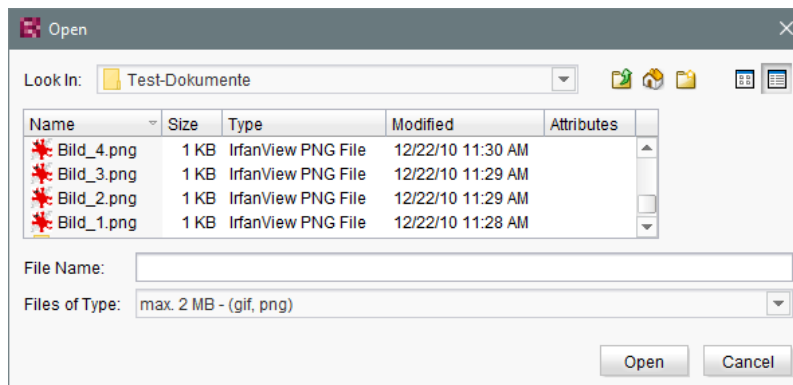 Open
Look In: Test-Dokumente
Name Size Type Modified Attributes
Bild_4.png 1 KB IrfanView PNG File 12/22/10 11:30 AM
Bild_3.png 1 KB IrfanView PNG File 12/22/10 11:29 AM
Bild_2.png 1 KB IrfanView PNG File 12/22/10 11:29 AM
Bild_1.png 1 KB IrfanView PNG File 12/22/10 11:28 AM
File Name:
Files of Type: max. 2 MB - (gif, png)
Open Cancel